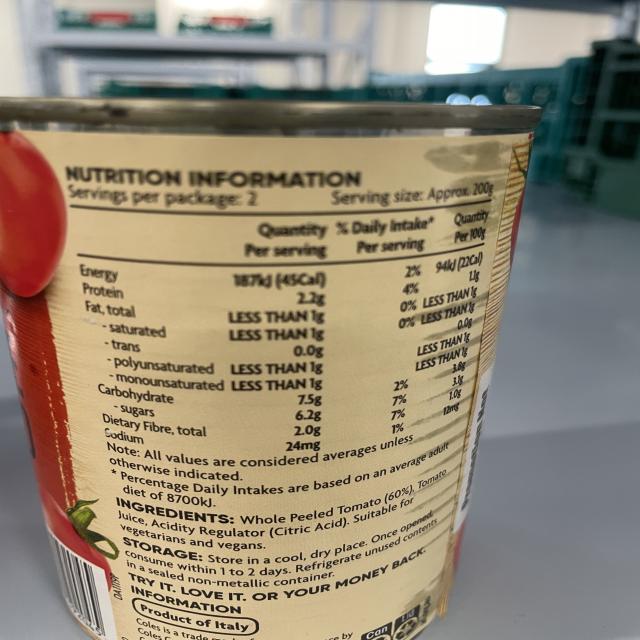 NUTRITION INFORMATION
Servings per package: 2 Serving size: Approx. 200g
Quantity % Daily Intake* Quantity
Per serving Per serving Per 100g
Energy 187kJ (45Cal) 2% 94kJ (22Cal)
Protein 2.2g 4% 1.1g
Fat, total LESS THAN 1g 0% LESS THAN 1g
- saturated LESS THAN 1g 0% LESS THAN 1g
- trans 0.0g 0.0g
- polyunsaturated LESS THAN 1g LESS THAN 1g
- monounsaturated LESS THAN 1g LESS THAN 1g
Carbohydrate 7.5g 2% 3.8g
- sugars 6.2g 7% 3.1g
Dietary Fibre, total 2.0g 7% 1.0g
Sodium 24mg 1% 12mg
Note: All values are considered averages unless
otherwise indicated.
* Percentage Daily Intakes are based on an average adult
diet of 8700kJ.
INGREDIENTS: Whole Peeled Tomato (60%), Tomato
Juice, Acidity Regulator (Citric Acid). Suitable for
vegetarians and vegans.
STORAGE: Store in a cool, dry place. Once opened,
consume within 1 to 2 days. Refrigerate unused contents
in a sealed non-metallic container.
TRY IT. LOVE IT. OR YOUR MONEY BACK.
INFORMATION
Product of Italy
Coles is a trade
Coles
Can Lid